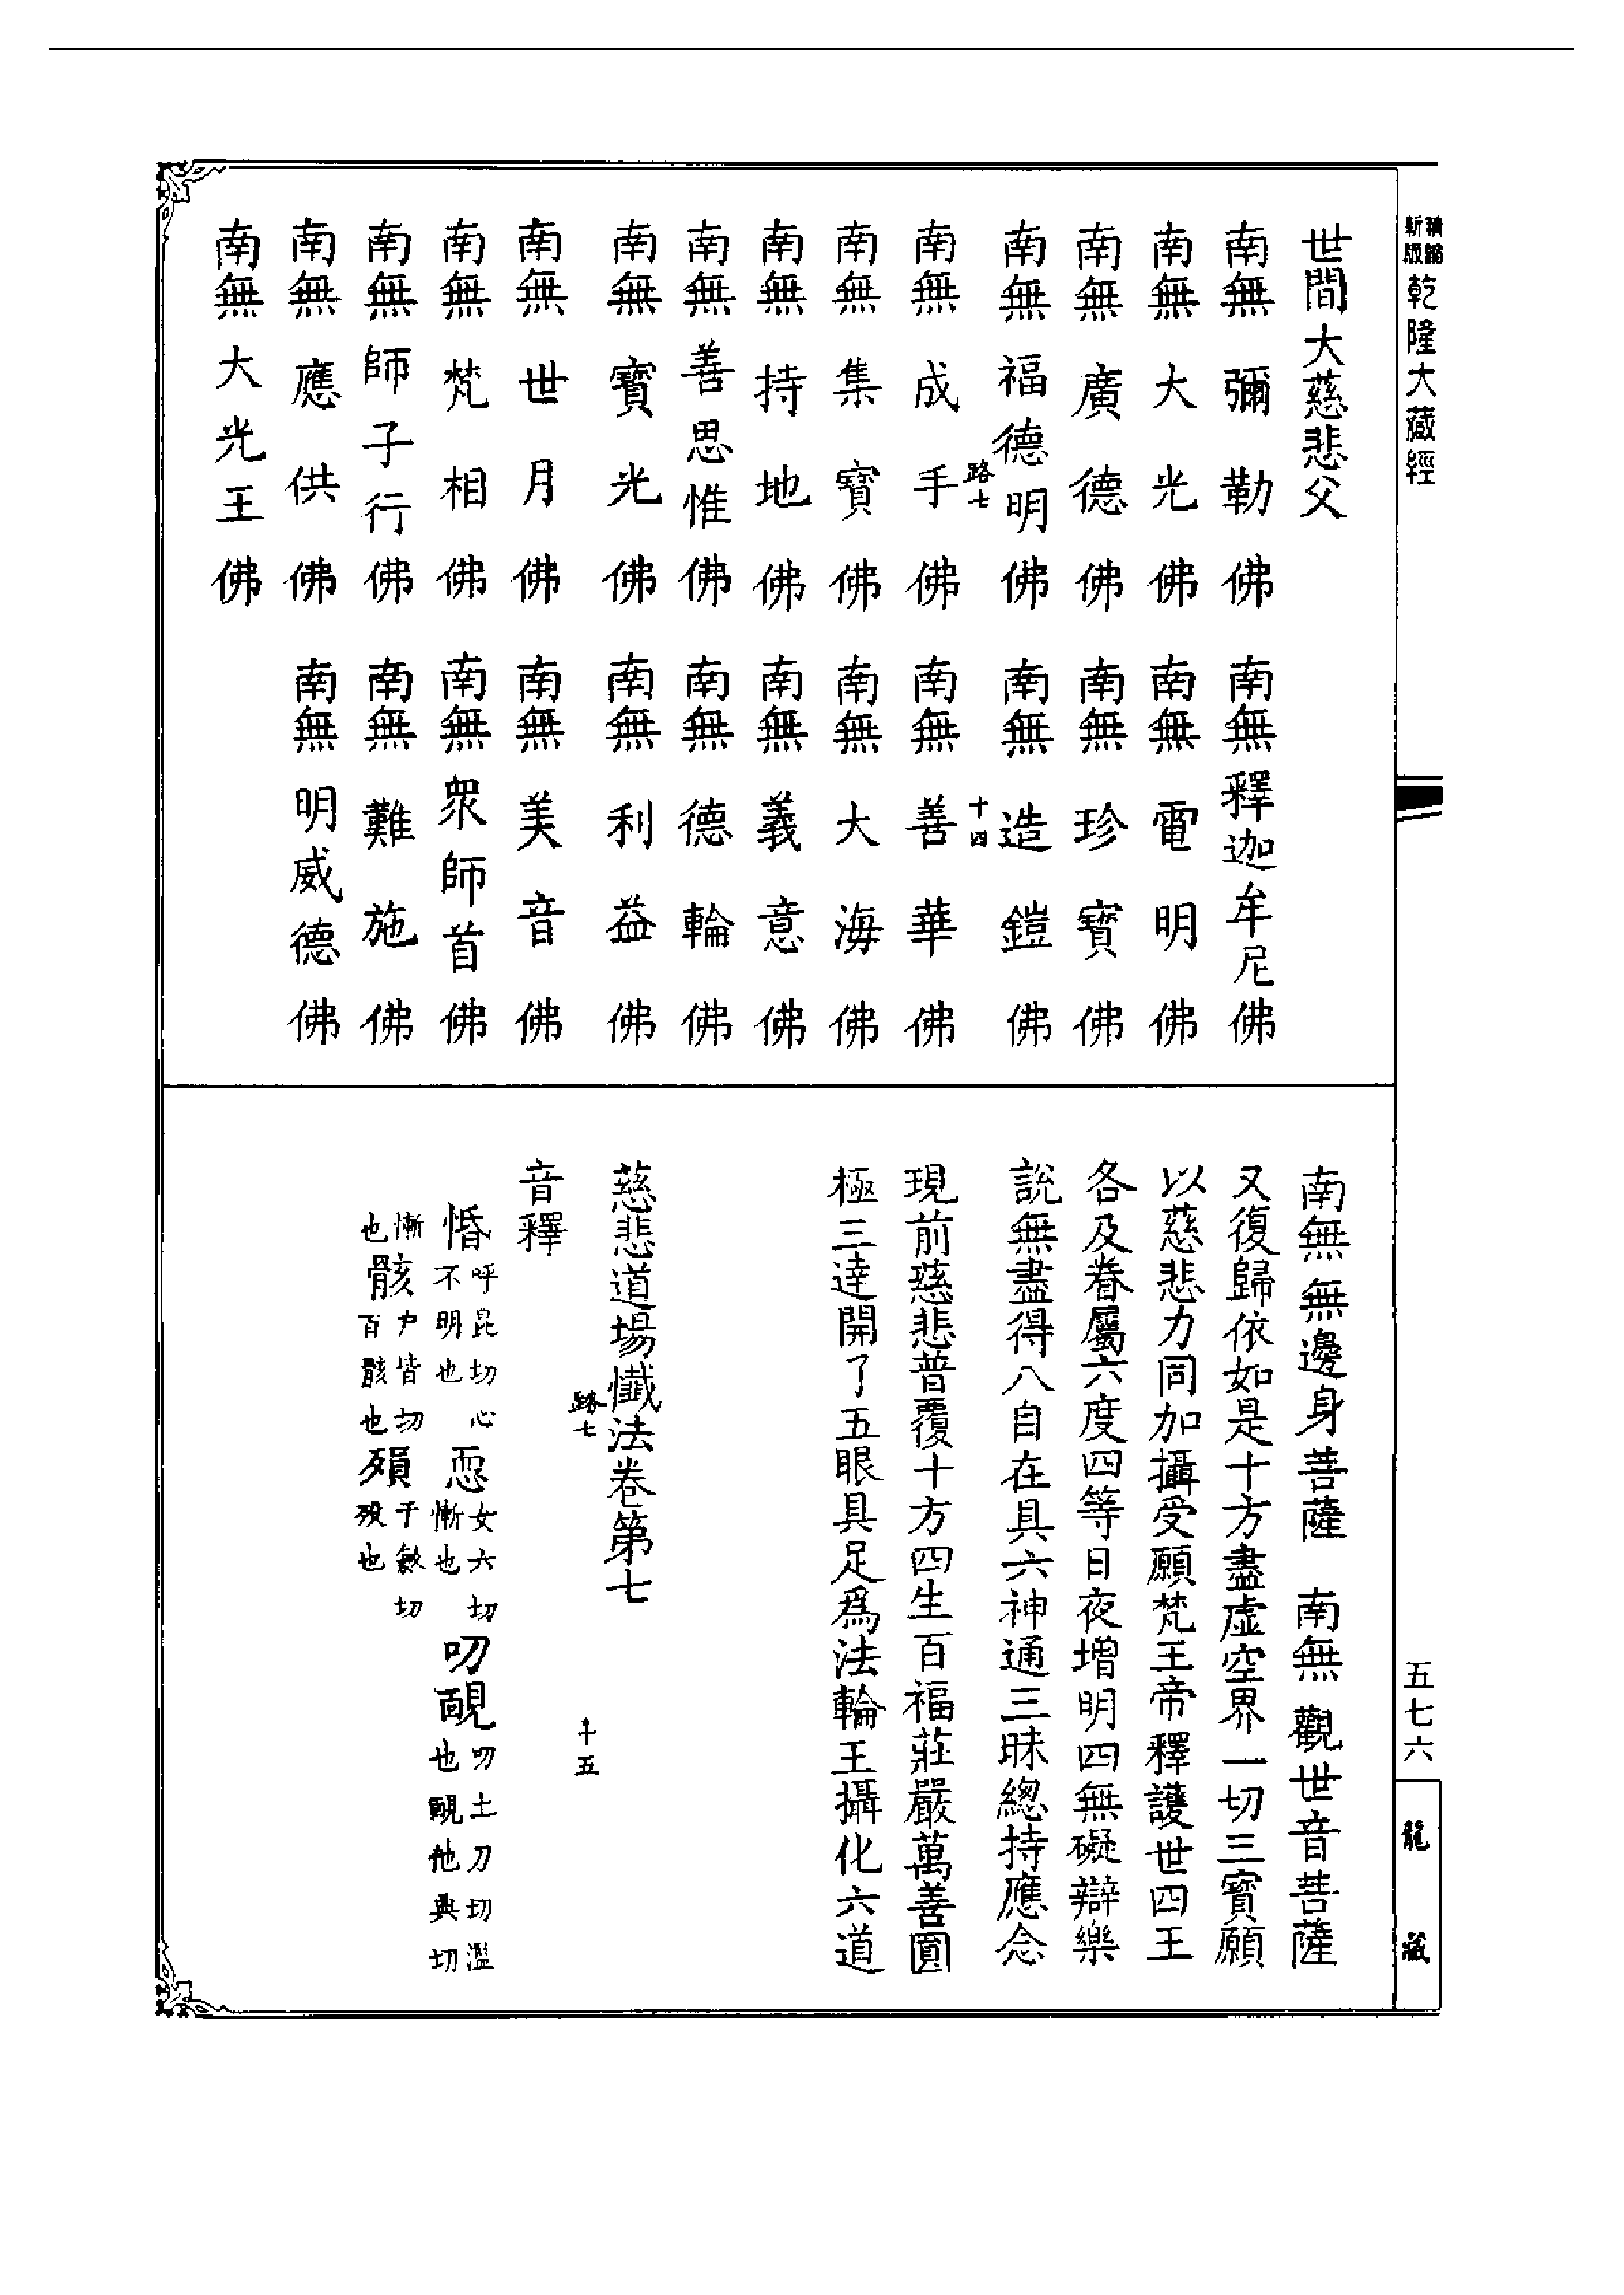 新版精縮乾隆大藏經
世間大慈悲父
南無彌勒佛 南無釋迦牟尼佛
南無大光佛 南無電明佛
南無廣德佛 南無珍寶佛
南無福德明佛 南無造鎧佛
路七 十四
南無成手佛 南無善華佛
南無集寶佛 南無大海佛
南無持地佛 南無義意佛
南無善思惟佛 南無德輪佛
南無寶光佛 南無利益佛
南無世月佛 南無美音佛
南無梵相佛 南無眾師首佛
南無師子行佛 南無難施佛
南無應供佛 南無明威德佛
南無大光王佛
南無無邊身菩薩 南無觀世音菩薩
又復歸依如是十方盡虛空界一切三寶願
以慈悲力同加攝受願梵王帝釋護世四王
各及眷屬六度四等日夜增明四無礙辯樂
說無盡得八自在具六神通三昧總持應念
現前慈悲普覆十方四生百福莊嚴萬善圓
極三達開了五眼具足為法輪王攝化六道
慈悲道場懺法卷第七
路七 十五
音釋
惛呼昆切心不明也恧女六切慚也叨靦叨土刀切濫也靦他典切
慚也骸戶皆切百骸也殞于敏切歿也
五七六
龍藏